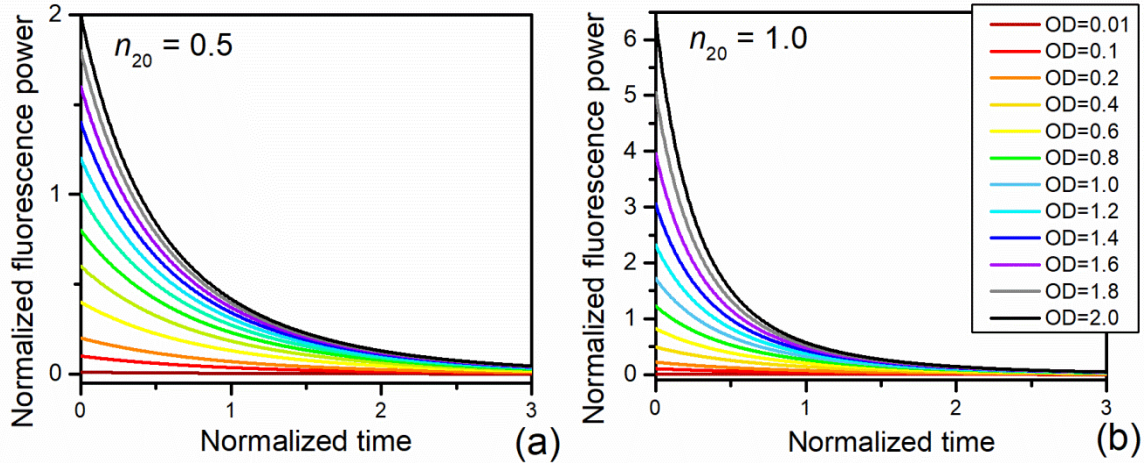 n20 = 0.5
Normalized fluorescence power
2
1
0
0
1
2
3
Normalized time
(a)
n20 = 1.0
Normalized fluorescence power
6
5
4
3
2
1
0
0
1
2
3
Normalized time
(b)
OD=0.01
OD=0.1
OD=0.2
OD=0.4
OD=0.6
OD=0.8
OD=1.0
OD=1.2
OD=1.4
OD=1.6
OD=1.8
OD=2.0